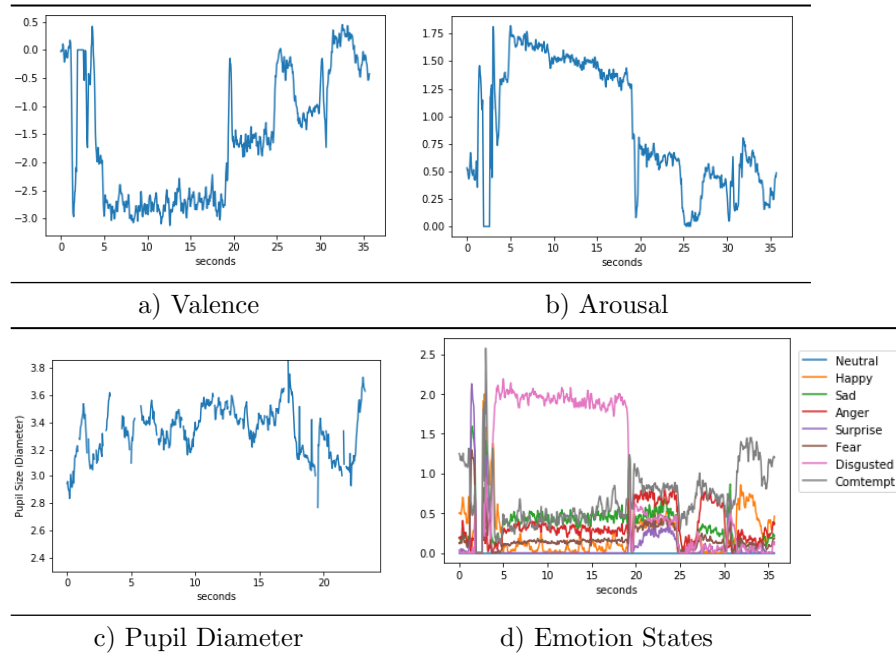 0.5
0.0
−0.5
−1.0
−1.5
−2.0
−2.5
−3.0
0 5 10 15 20 25 30 35
seconds
1.75
1.50
1.25
1.00
0.75
0.50
0.25
0.00
0 5 10 15 20 25 30 35
seconds
a) Valence
b) Arousal
3.8
3.6
3.4
3.2
3.0
2.8
2.6
2.4
Pupil Size (Diameter)
0 5 10 15 20
seconds
2.5
2.0
1.5
1.0
0.5
0.0
0 5 10 15 20 25 30 35
seconds
Neutral
Happy
Sad
Anger
Surprise
Fear
Disgusted
Comtempt
c) Pupil Diameter
d) Emotion States